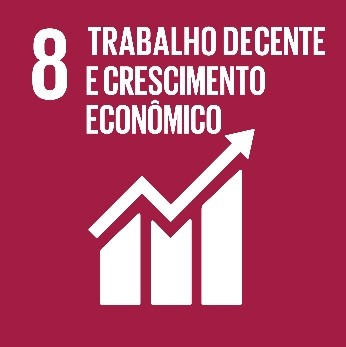 8 TRABALHO DECENTE
E CRESCIMENTO
ECONÔMICO